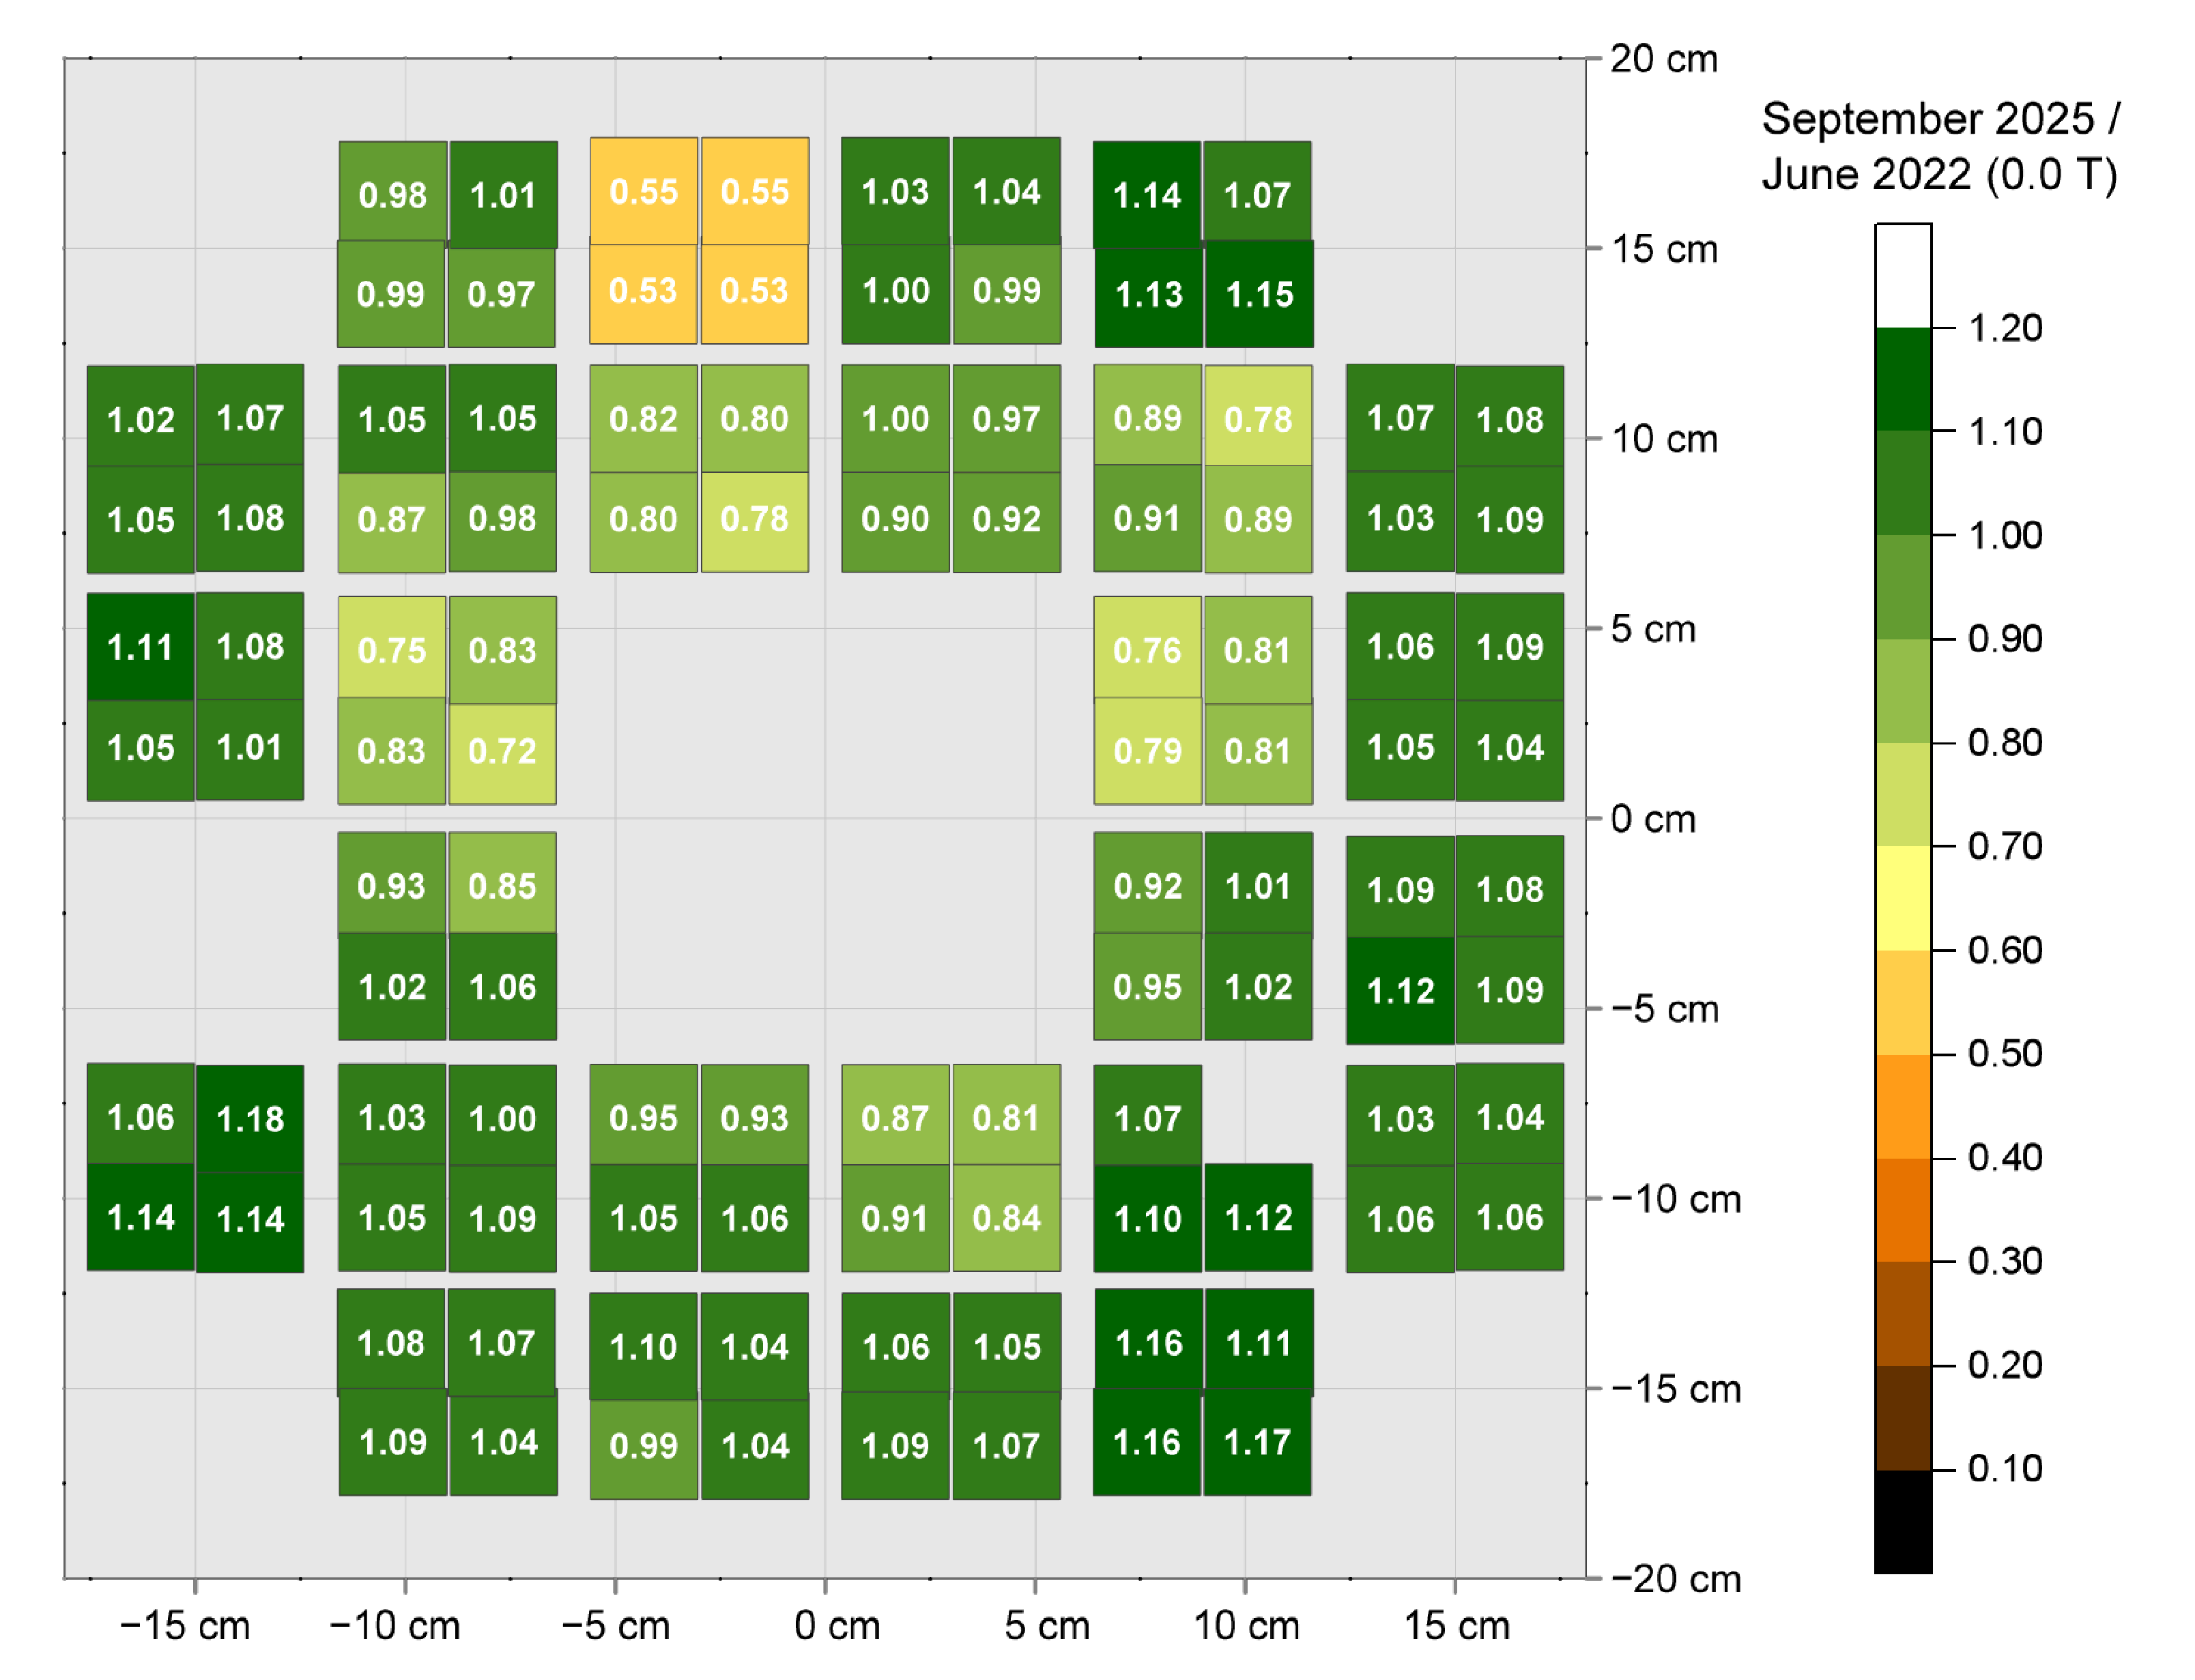 20 cm
September 2025 /
June 2022 (0.0 T)
0.98 1.01 0.55 0.55 1.03 1.04 1.14 1.07
15 cm
0.99 0.97 0.53 0.53 1.00 0.99 1.13 1.15
1.20
1.02 1.07 1.05 1.05 0.82 0.80 1.00 0.97 0.89 0.78 1.07 1.08
10 cm
1.10
1.05 1.08 0.87 0.98 0.80 0.78 0.90 0.92 0.91 0.89 1.03 1.09
1.00
1.11 1.08 0.75 0.83 0.76 0.81 1.06 1.09
5 cm
0.90
1.05 1.01 0.83 0.72 0.79 0.81 1.05 1.04
0.80
0 cm
0.70
0.93 0.85 0.92 1.01 1.09 1.08
0.60
1.02 1.06 0.95 1.02 1.12 1.09
−5 cm
0.50
1.06 1.18 1.03 1.00 0.95 0.93 0.87 0.81 1.07 1.03 1.04
0.40
1.14 1.14 1.05 1.09 1.05 1.06 0.91 0.84 1.10 1.12 1.06 1.06
−10 cm
0.30
1.08 1.07 1.10 1.04 1.06 1.05 1.16 1.11
0.20
−15 cm
1.09 1.04 0.99 1.04 1.09 1.07 1.16 1.17
0.10
−20 cm
−15 cm −10 cm −5 cm 0 cm 5 cm 10 cm 15 cm